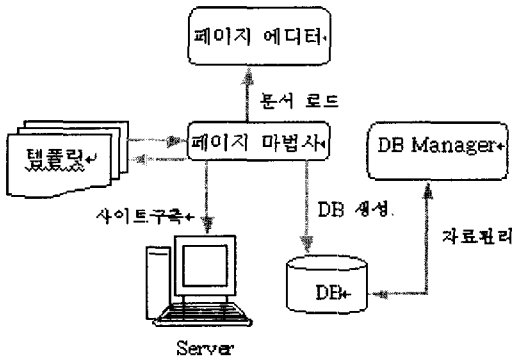 페이지 에디터
문서 로드
템플릿
페이지 마법사
DB Manager
사이트구축
DB 생성
자료관리
DB
Server